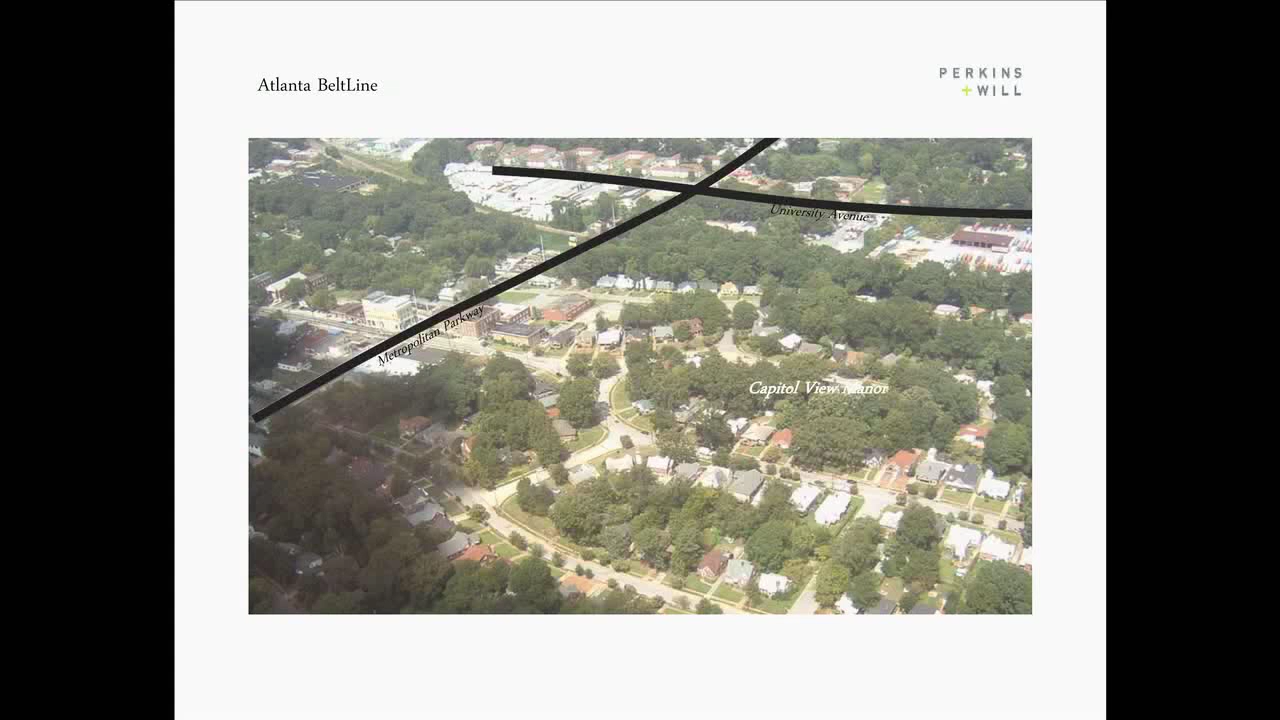 Atlanta BeltLine
PERKINS
+WILL
University Avenue
Metropolitan Parkway
Capitol View Manor